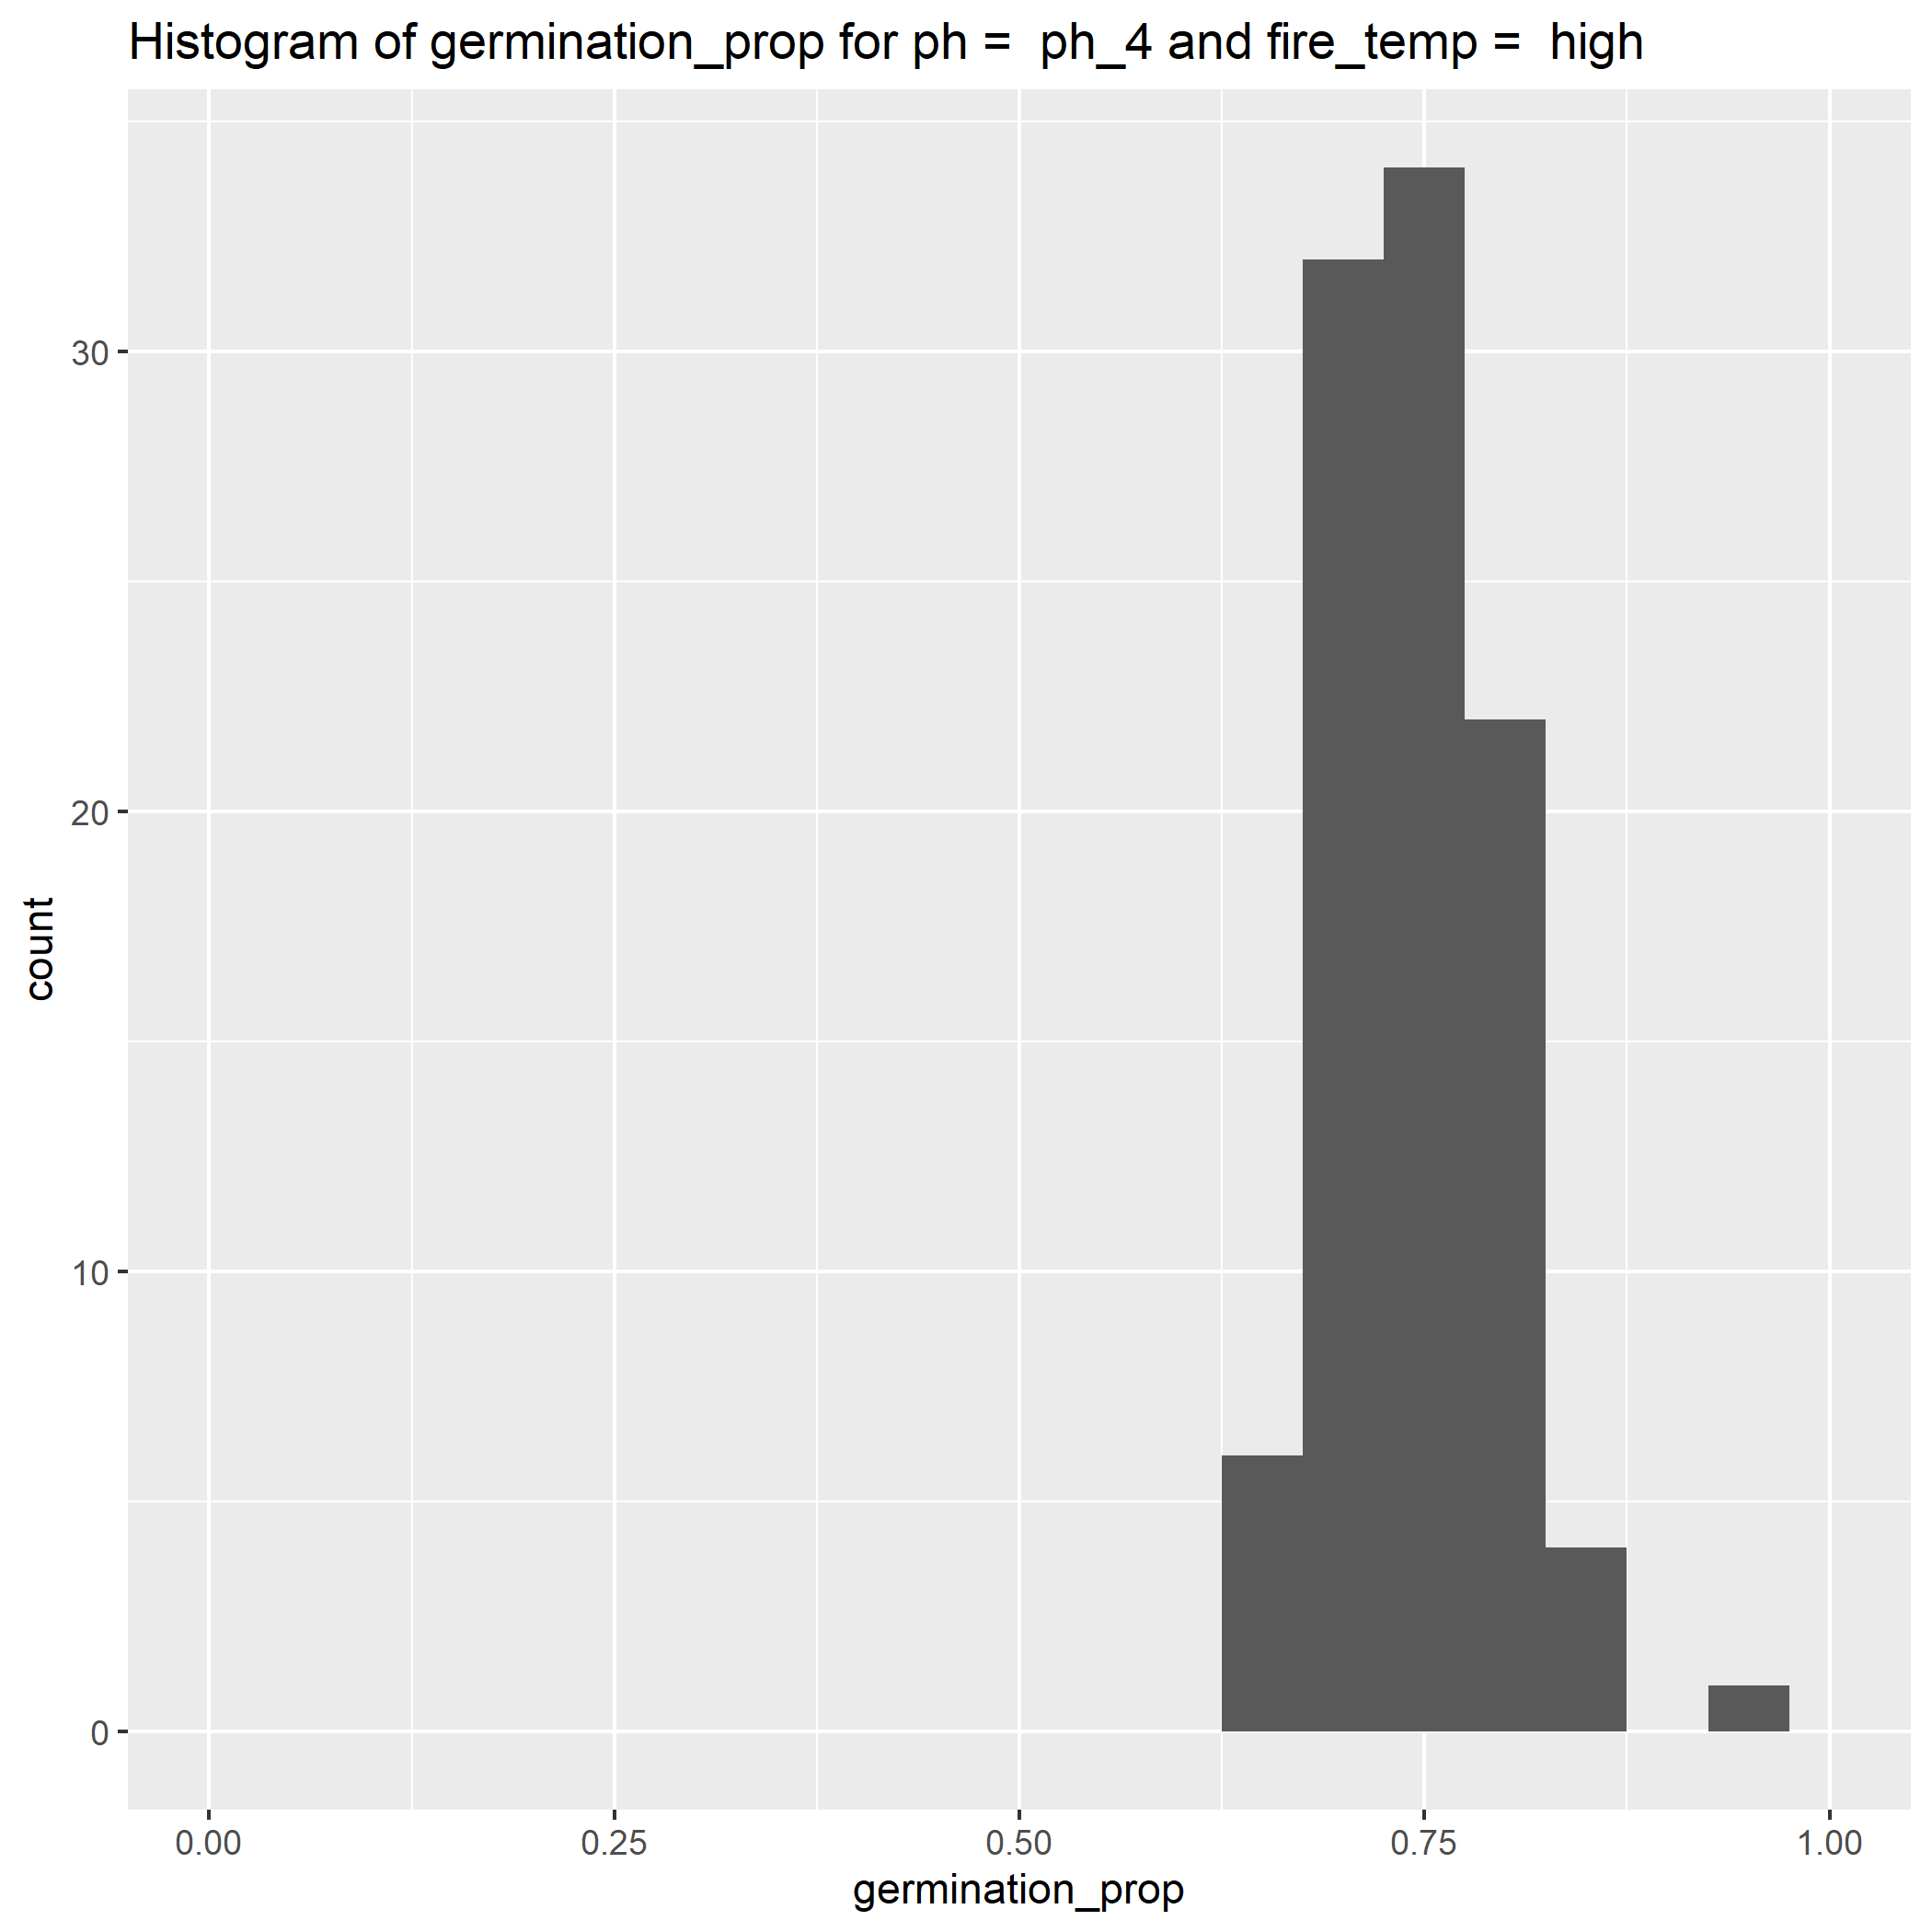 Histogram of germination_prop for ph =  ph_4 and fire_temp =  high
30
20
10
0
count
0.00 0.25 0.50 0.75 1.00
germination_prop